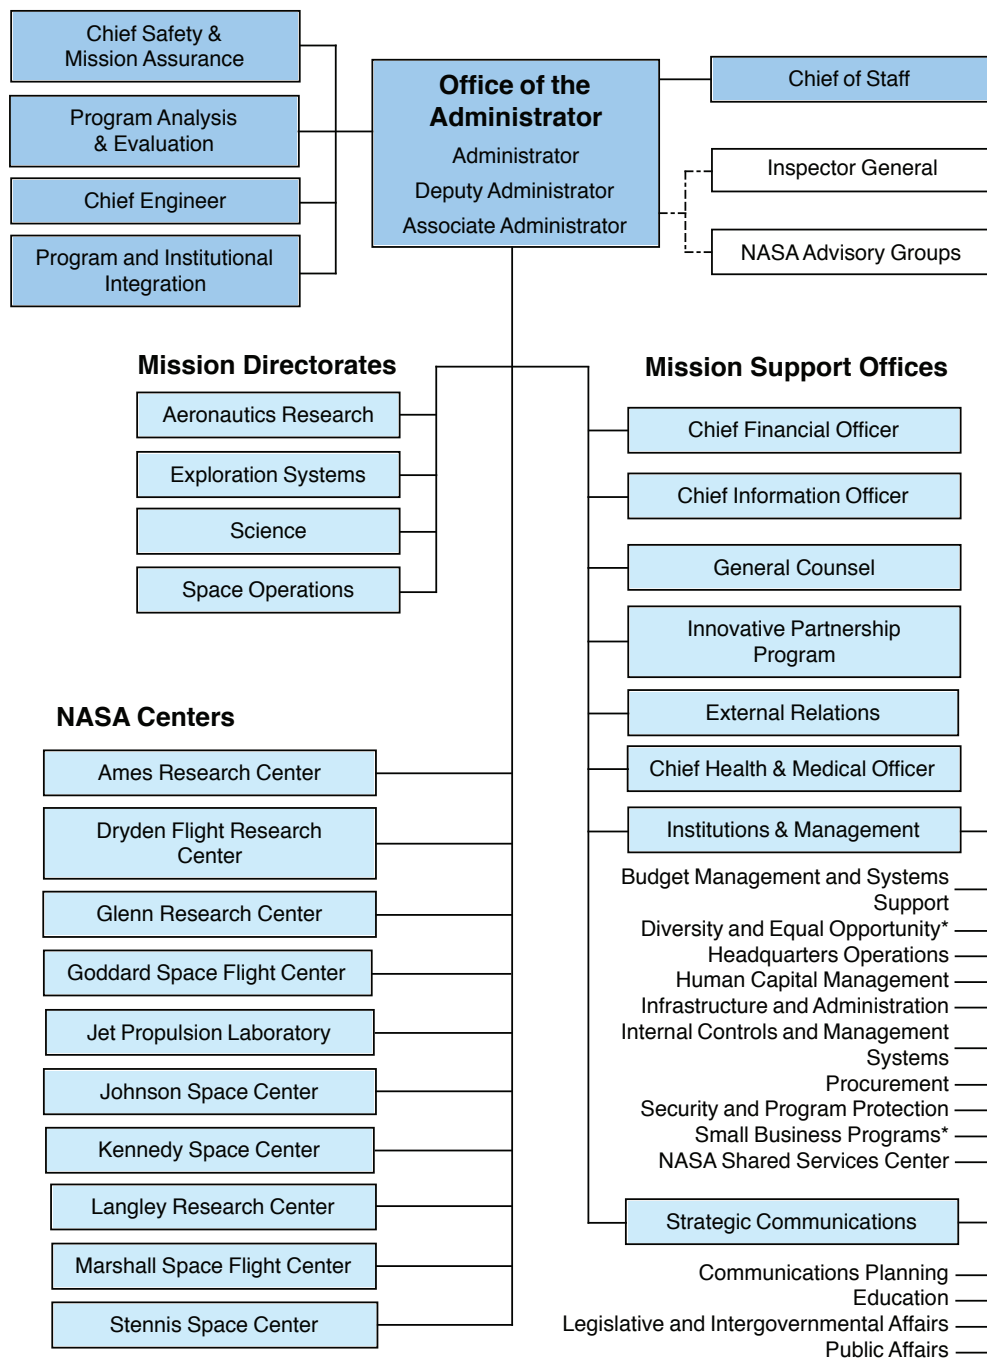 Chief Safety &
Mission Assurance
Program Analysis
& Evaluation
Chief Engineer
Program and Institutional
Integration
Office of the
Administrator
Administrator
Deputy Administrator
Associate Administrator
Chief of Staff
Inspector General
NASA Advisory Groups
Mission Directorates
Aeronautics Research
Exploration Systems
Science
Space Operations
NASA Centers
Ames Research Center
Dryden Flight Research
Center
Glenn Research Center
Goddard Space Flight Center
Jet Propulsion Laboratory
Johnson Space Center
Kennedy Space Center
Langley Research Center
Marshall Space Flight Center
Stennis Space Center
Mission Support Offices
Chief Financial Officer
Chief Information Officer
General Counsel
Innovative Partnership
Program
External Relations
Chief Health & Medical Officer
Institutions & Management
Budget Management and Systems
Support
Diversity and Equal Opportunity*
Headquarters Operations
Human Capital Management
Infrastructure and Administration
Internal Controls and Management
Systems
Procurement
Security and Program Protection
Small Business Programs*
NASA Shared Services Center
Strategic Communications
Communications Planning
Education
Legislative and Intergovernmental Affairs
Public Affairs